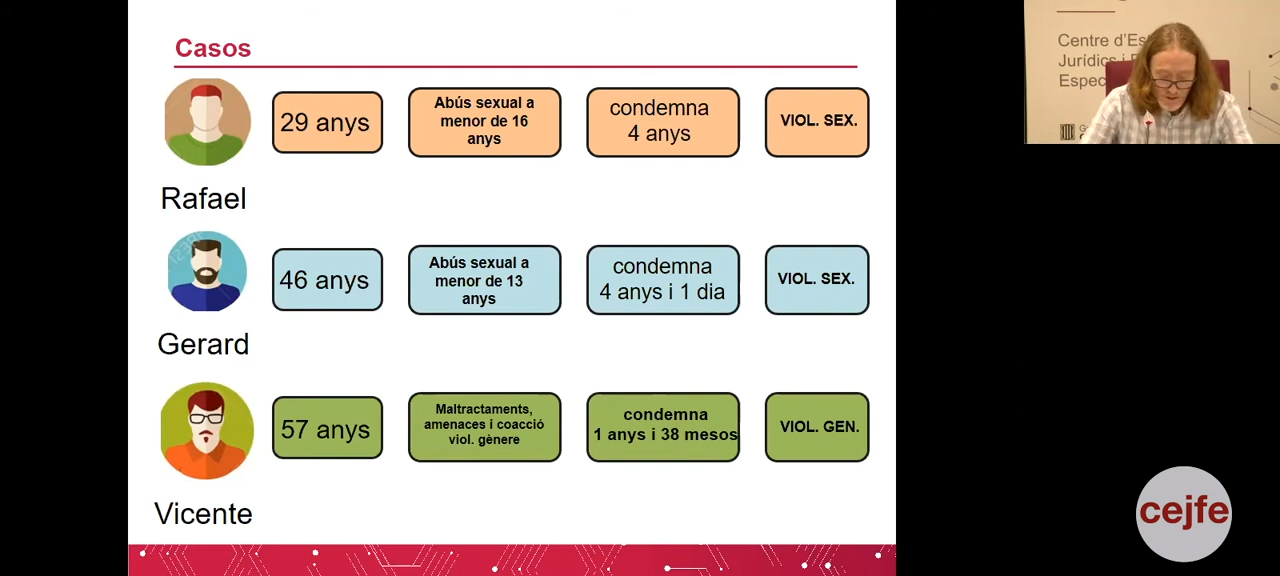 Casos
29 anys
Abús sexual a
menor de 16
anys
condemna
4 anys
VIOL. SEX.
Rafael
46 anys
Abús sexual a
menor de 13
anys
condemna
4 anys i 1 dia
VIOL. SEX.
Gerard
57 anys
Maltractaments,
amenaces i coacció
viol. gènere
condemna
1 anys i 38 mesos
VIOL. GEN.
Vicente
Centre d'Es
Jurídics i
Espec
cejfe